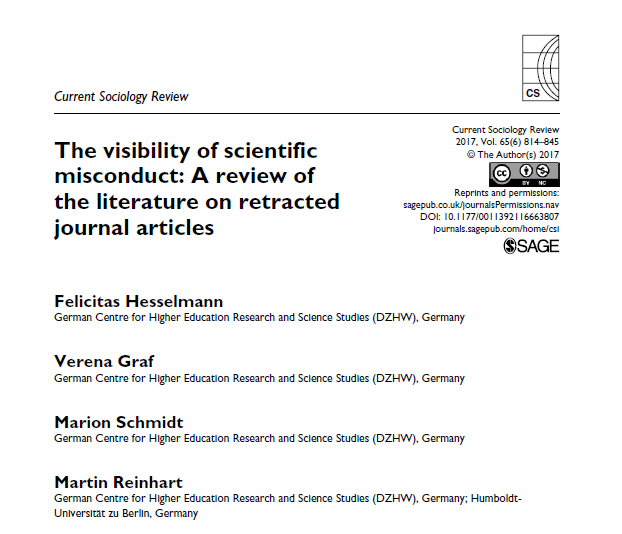 CS
Current Sociology Review
Current Sociology Review
2017, Vol. 65(6) 814–845
© The Author(s) 2017
cc BY NC
Reprints and permissions:
sagepub.co.uk/journalsPermissions.nav
DOI: 10.1177/0011392116663807
journals.sagepub.com/home/csi
SSAGE
The visibility of scientific
misconduct: A review of
the literature on retracted
journal articles
Felicitas Hesselmann
German Centre for Higher Education Research and Science Studies (DZHW), Germany
Verena Graf
German Centre for Higher Education Research and Science Studies (DZHW), Germany
Marion Schmidt
German Centre for Higher Education Research and Science Studies (DZHW), Germany
Martin Reinhart
German Centre for Higher Education Research and Science Studies (DZHW), Germany; Humboldt-
Universität zu Berlin, Germany